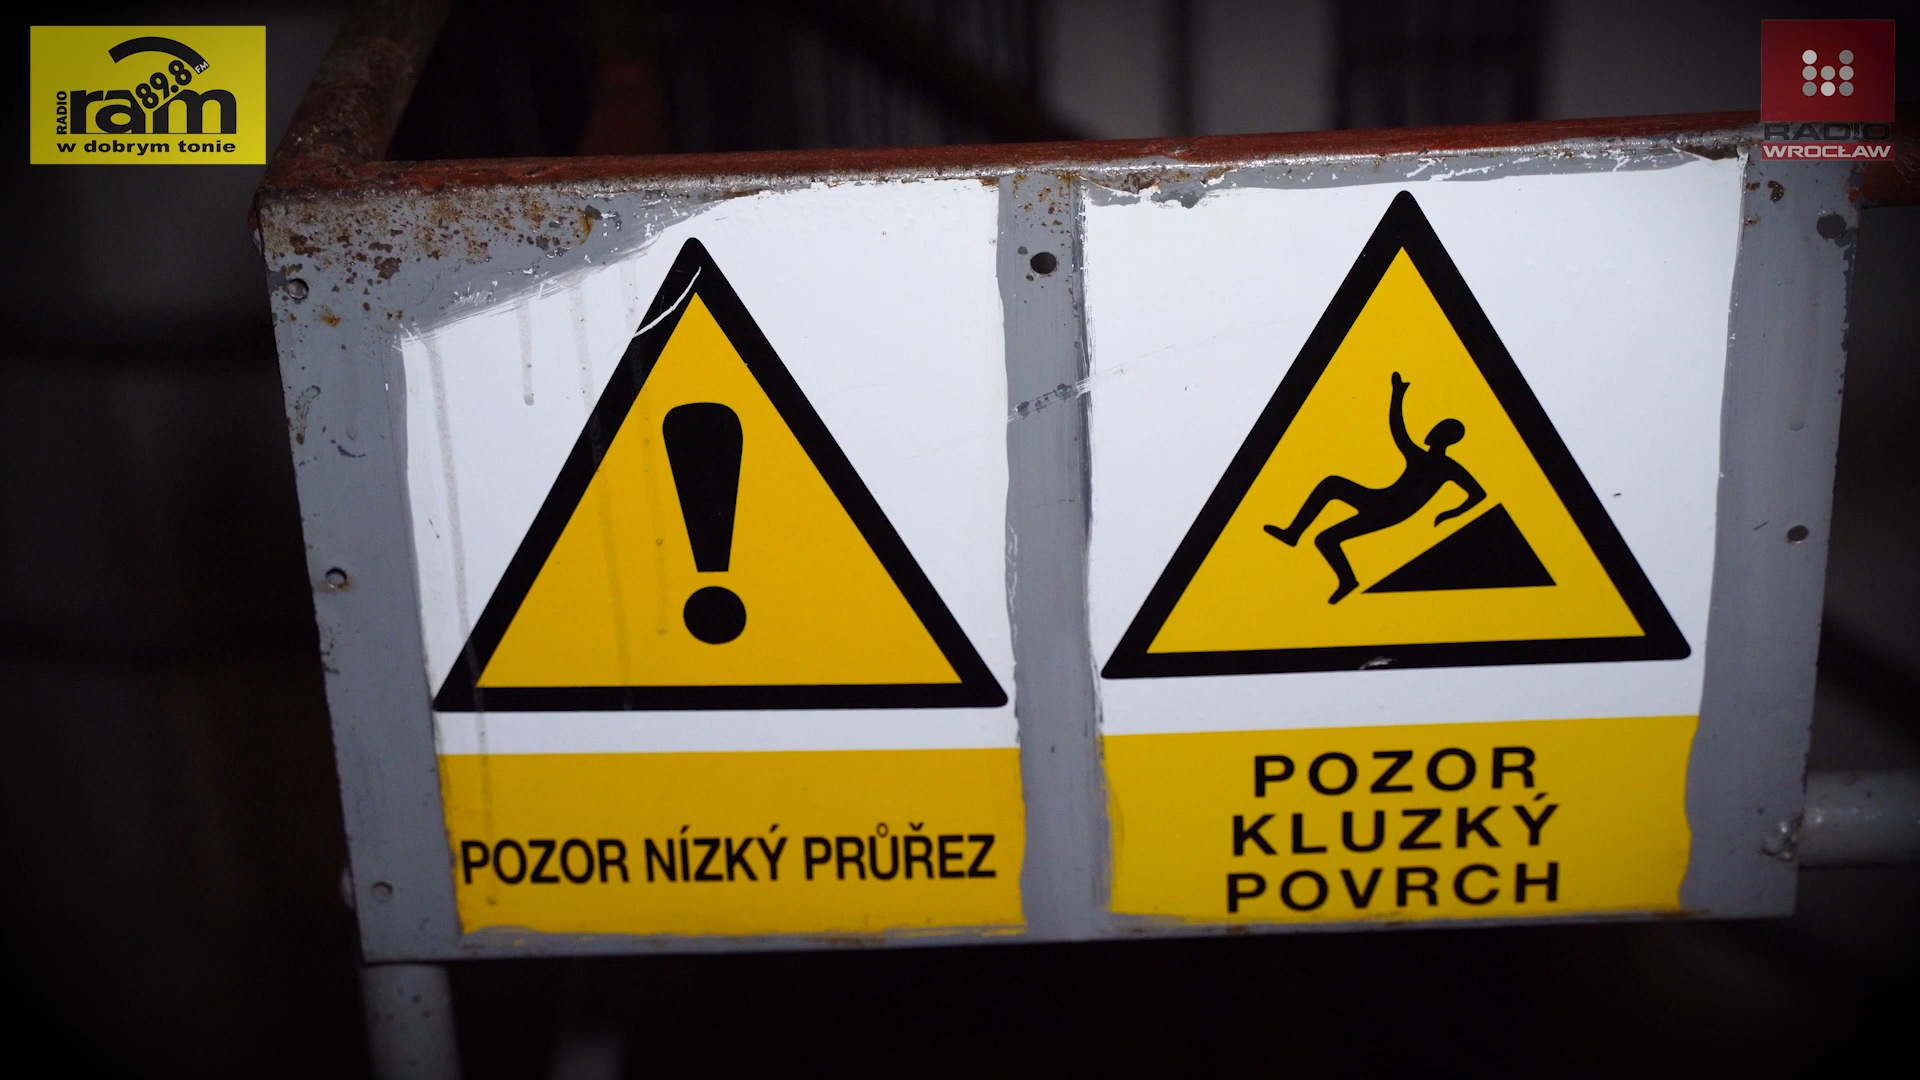 RADIO
ram
89.8
FM
w dobrym tonie
RADIO
WROCŁAW
POZOR NÍZKÝ PRŮŘEZ
POZOR
KLUZKÝ
POVRCH